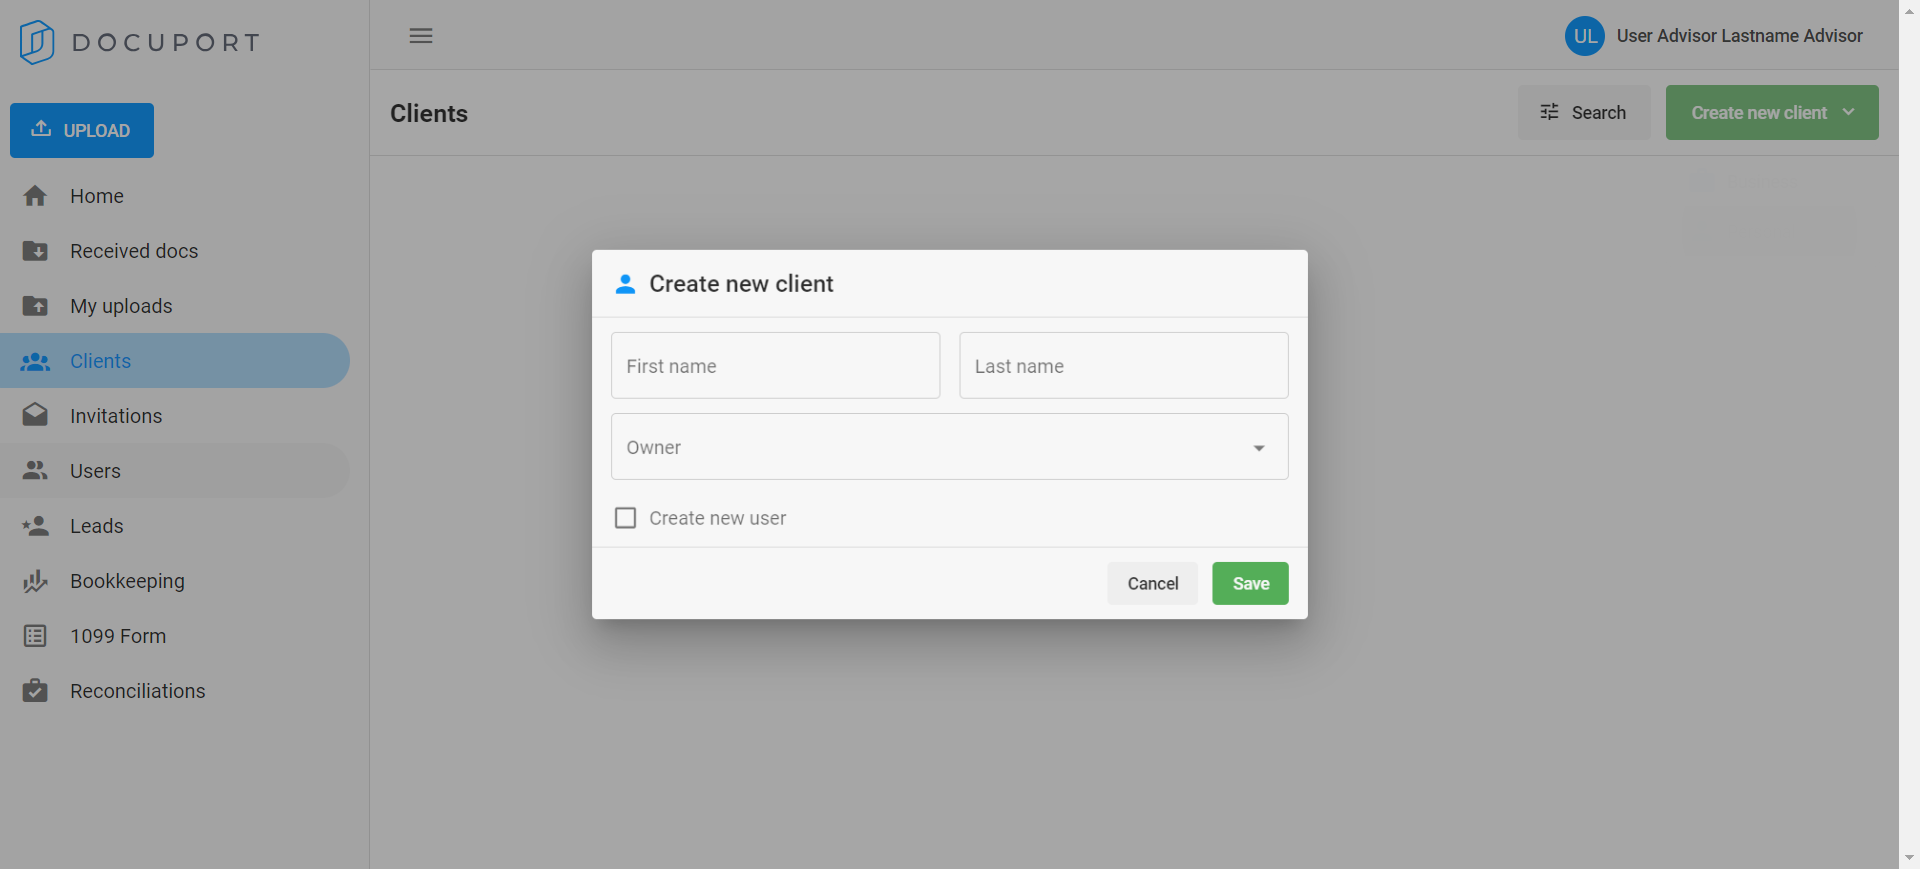 DOCUPORT
UL User Advisor Lastname Advisor
Clients
Search
Create new client
UPLOAD
Home
Received docs
My uploads
Clients
Invitations
Users
Leads
Bookkeeping
1099 Form
Reconciliations
Create new client
First name
Last name
Owner
Create new user
Cancel
Save